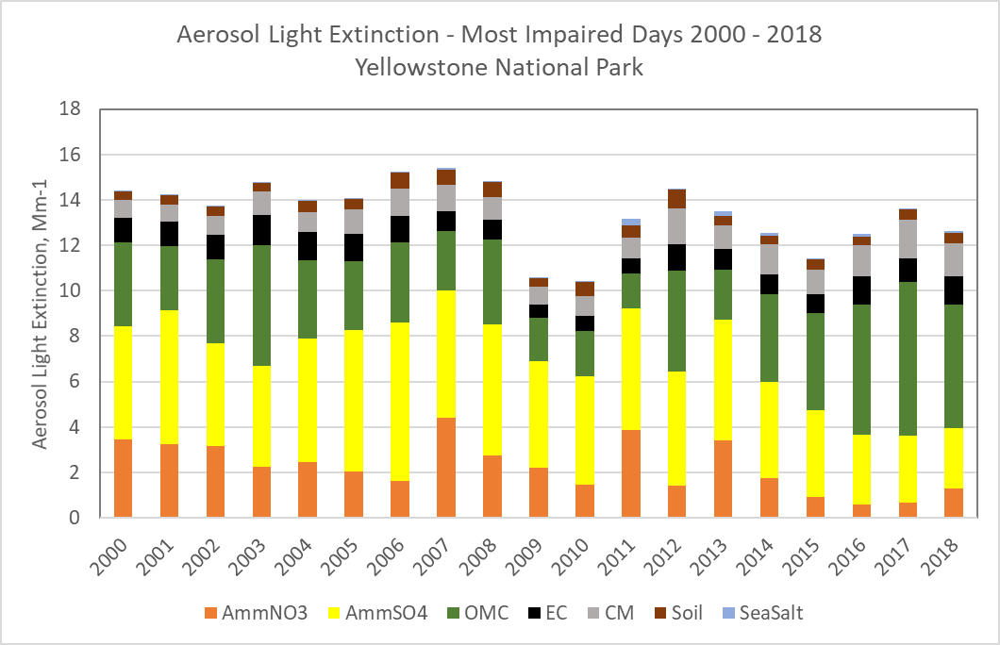 Aerosol Light Extinction - Most Impaired Days 2000 - 2018
Yellowstone National Park
Aerosol Light Extinction, Mm-1
18
16
14
12
10
8
6
4
2
0
2000 2001 2002 2003 2004 2005 2006 2007 2008 2009 2010 2011 2012 2013 2014 2015 2016 2017 2018
AmmNO3 AmmSO4 OMC EC CM Soil SeaSalt